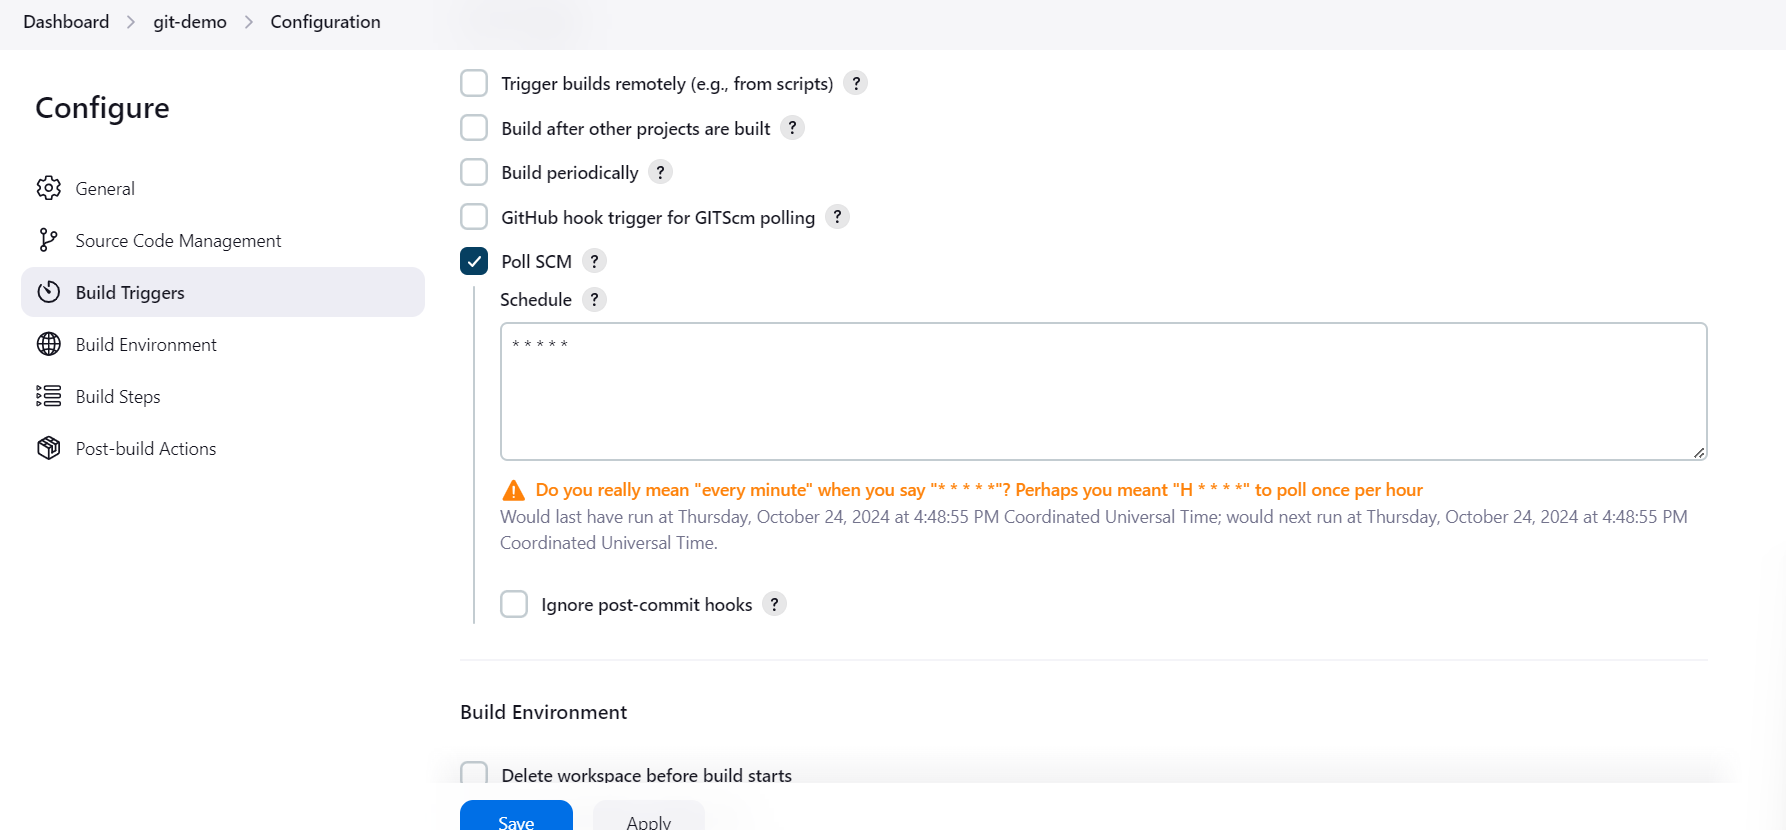 Dashboard > git-demo > Configuration
Configure
General
Source Code Management
Build Triggers
Build Environment
Build Steps
Post-build Actions
Trigger builds remotely (e.g., from scripts) ?
Build after other projects are built ?
Build periodically ?
GitHub hook trigger for GITScm polling ?
Poll SCM ?
Schedule ?
* * * * *
Do you really mean "every minute" when you say "* * * * *"? Perhaps you meant "H * * * *" to poll once per hour
Would last have run at Thursday, October 24, 2024 at 4:48:55 PM Coordinated Universal Time; would next run at Thursday, October 24, 2024 at 4:48:55 PM
Coordinated Universal Time.
Ignore post-commit hooks ?
Build Environment
Delete workspace before build starts
Save Apply